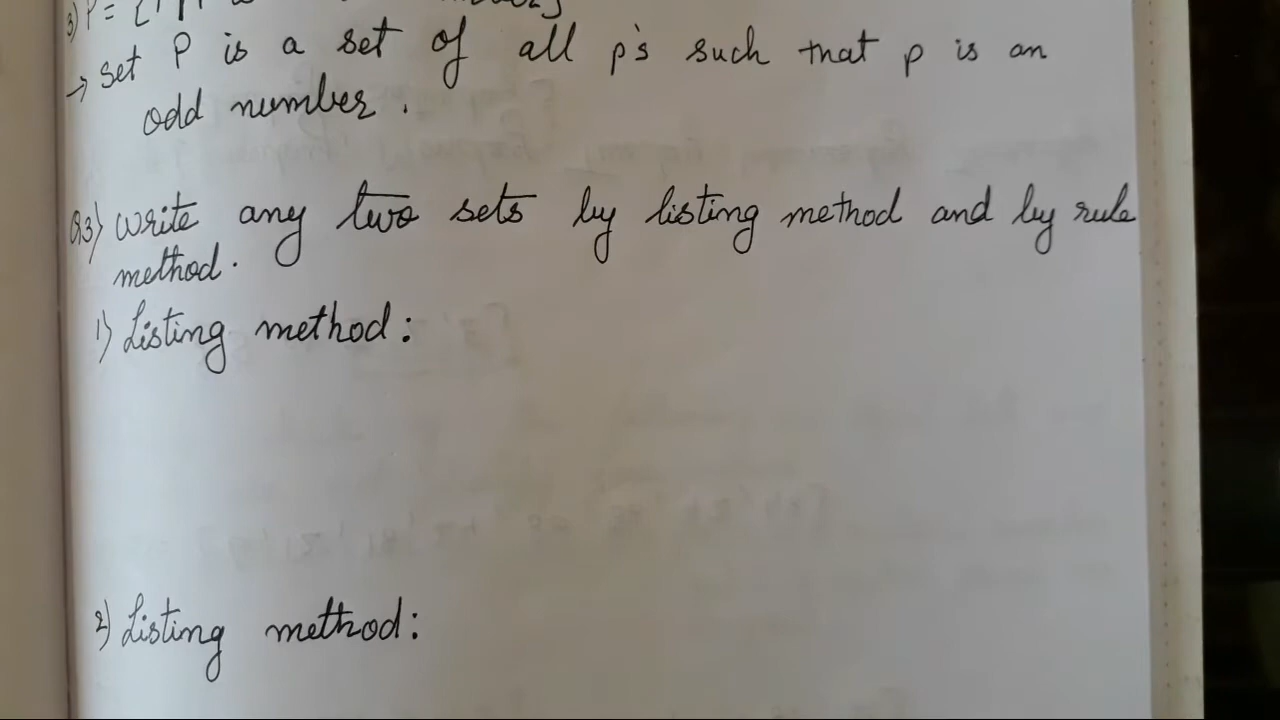 3) P = {
→ Set P is a set of all p's such that p is an
odd number.
Q3) Write any two sets by listing method and by rule
method.
1) Listing method:
2) Listing method: